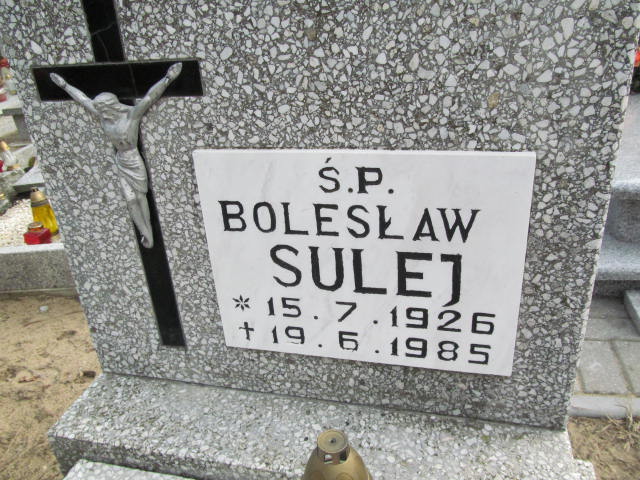 Ś.P.
BOLESŁAW
SULEJ
* 15.7.1926
✝ 19.6.1985